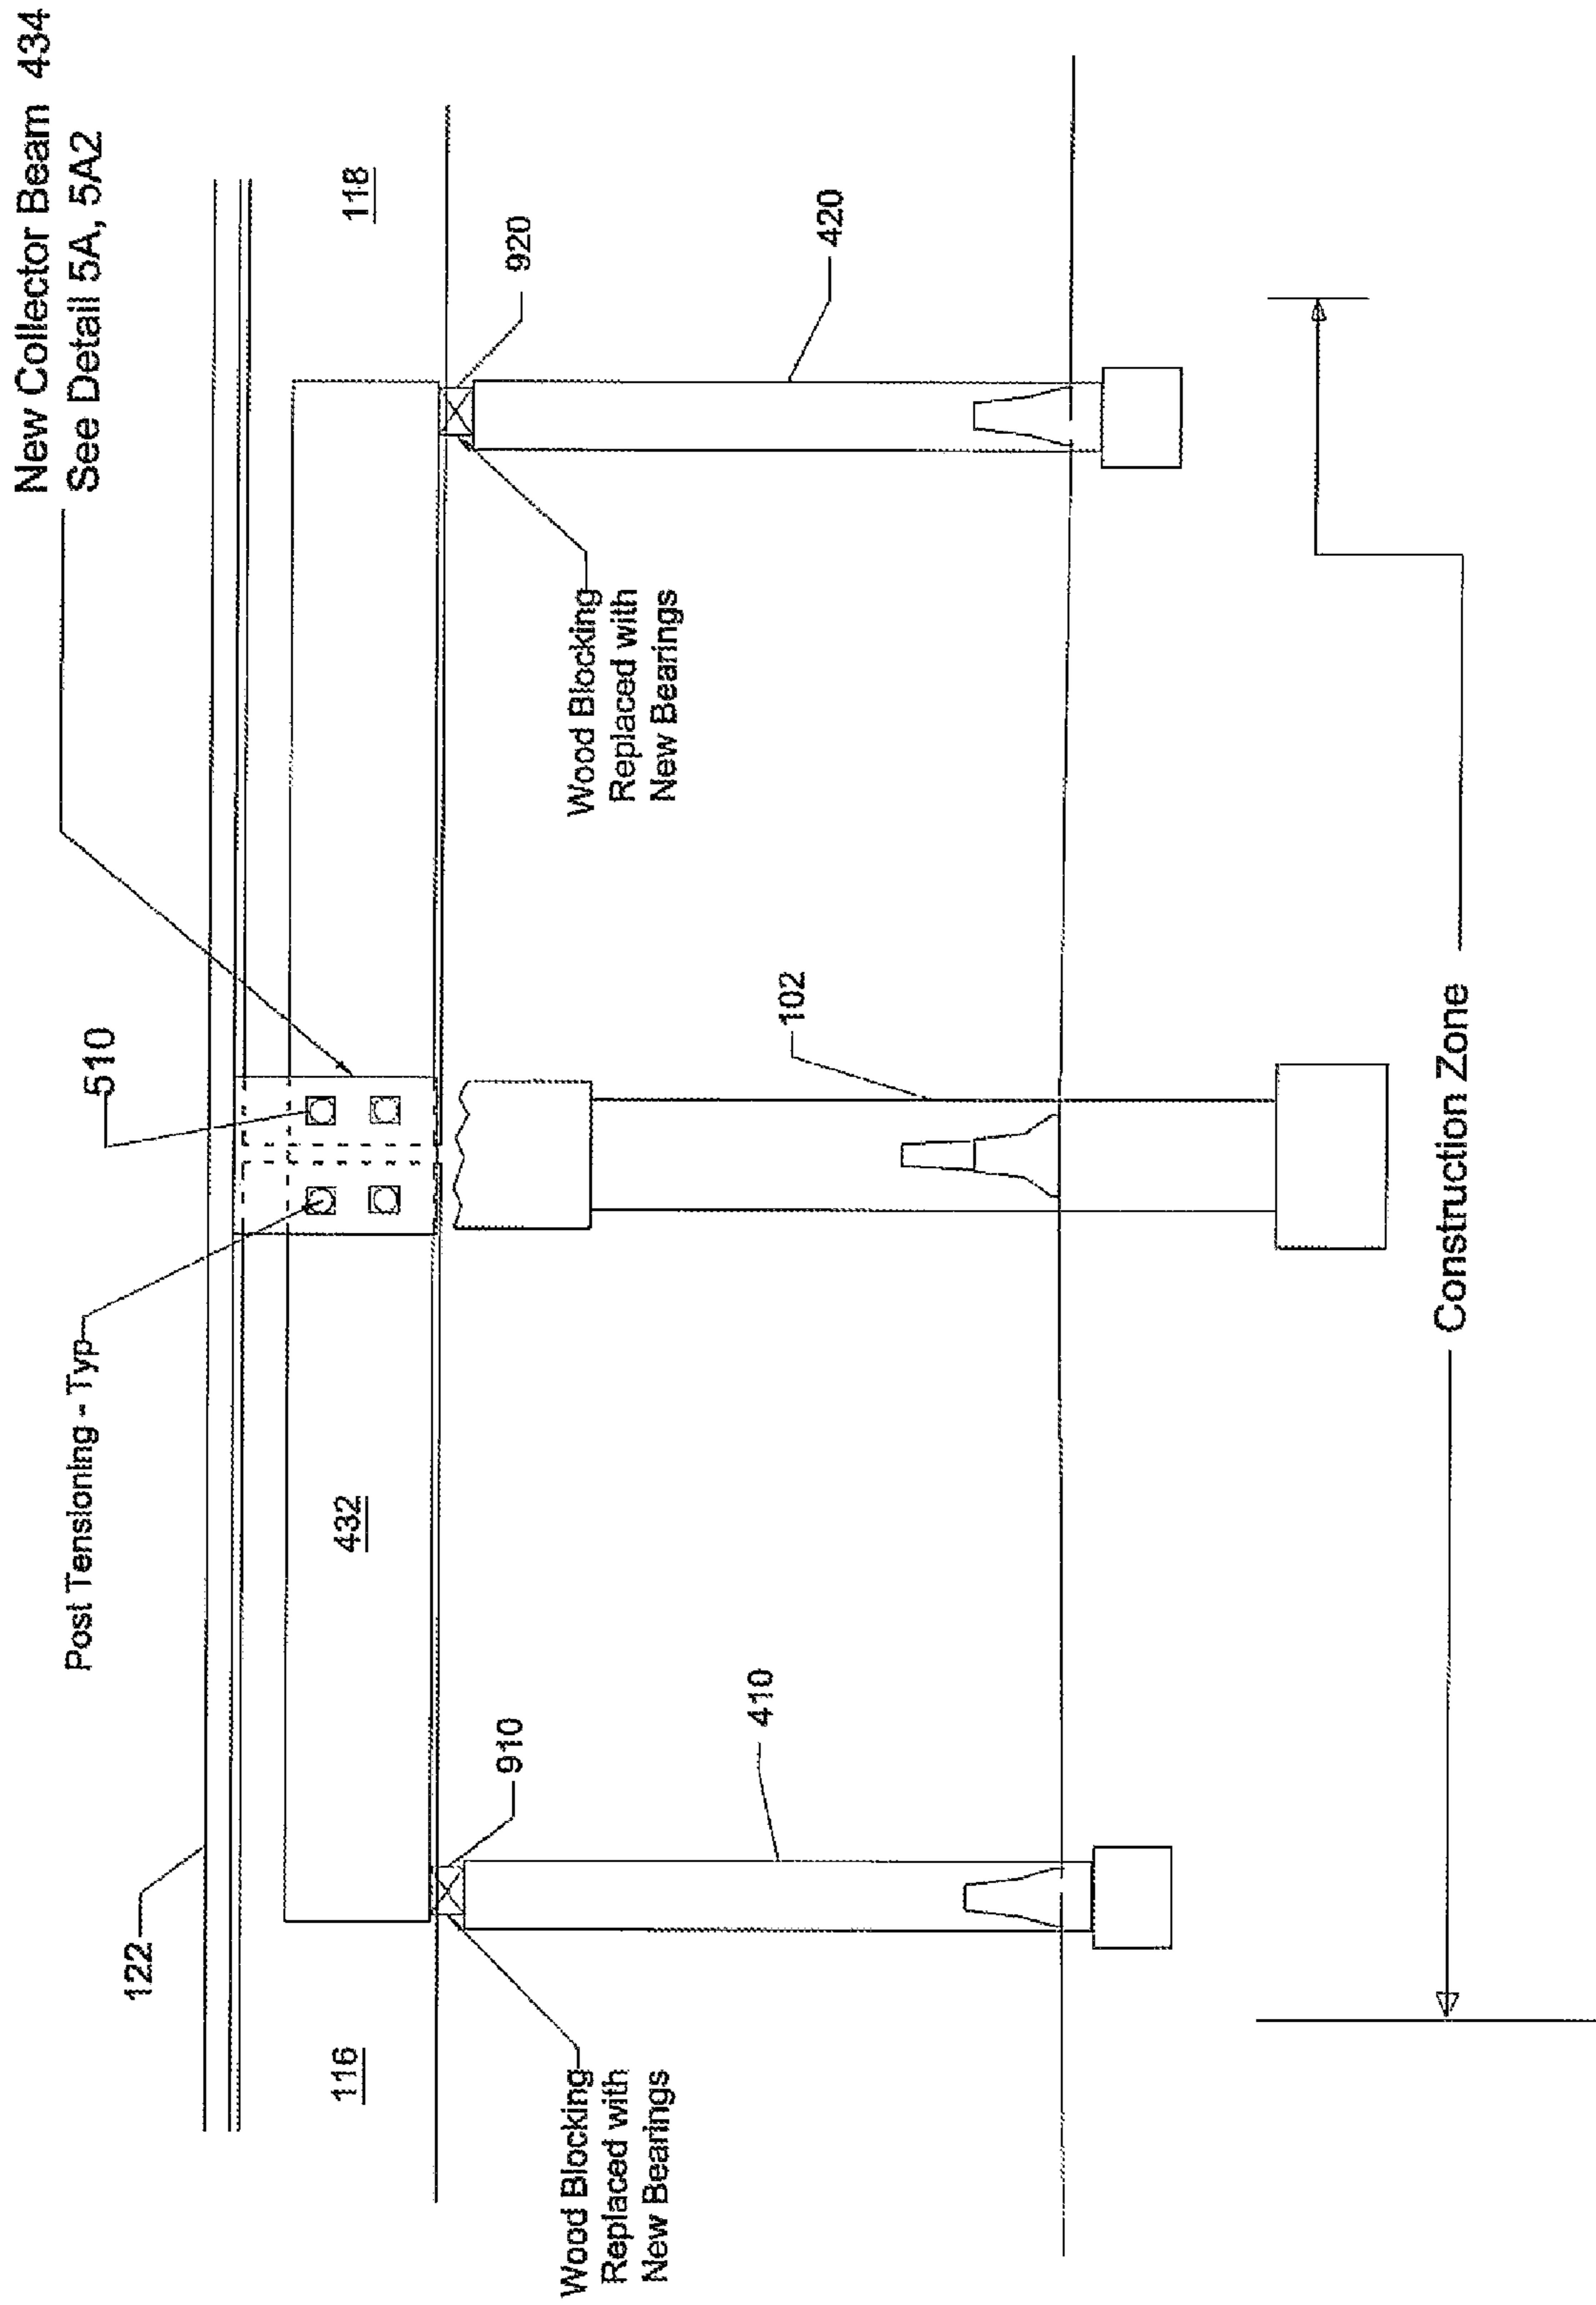 New Collector Beam 434
See Detail 5A, 5A2
510
Post Tensioning - Typ
122
118
432
116
920
910
Wood Blocking
Replaced with
New Bearings
Wood Blocking
Replaced with
New Bearings
420
102
410
Construction Zone